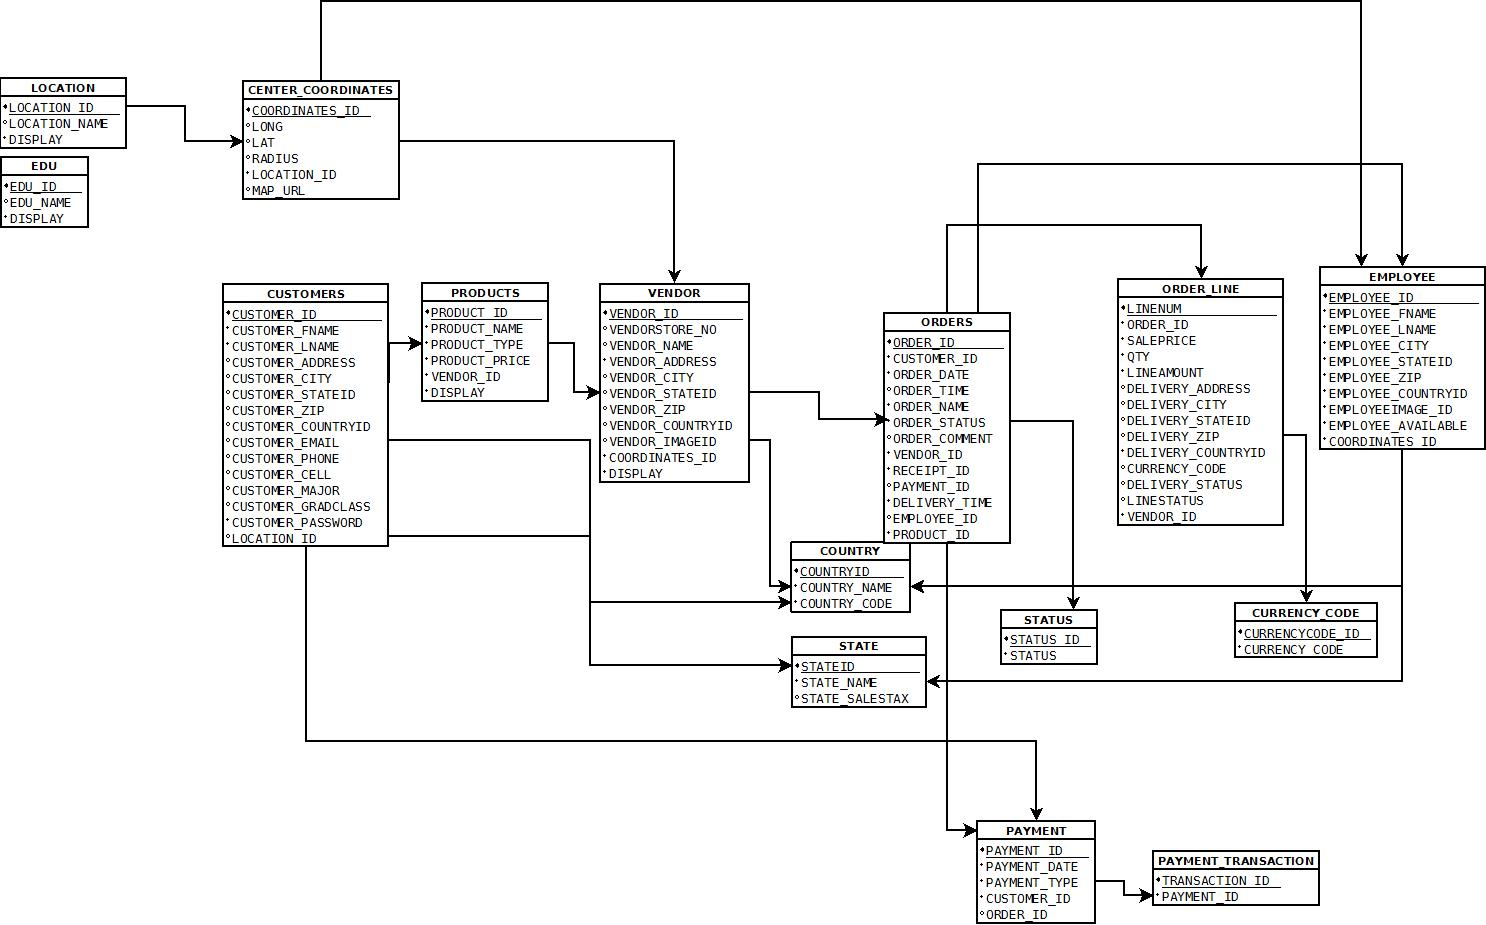 LOCATION
LOCATION_ID
LOCATION_NAME
DISPLAY
EDU
EDU_ID
EDU_NAME
DISPLAY
CENTER_COORDINATES
COORDINATES_ID
LONG
LAT
RADIUS
LOCATION_ID
MAP_URL
CUSTOMERS
CUSTOMER_ID
CUSTOMER_FNAME
CUSTOMER_LNAME
CUSTOMER_ADDRESS
CUSTOMER_CITY
CUSTOMER_STATEID
CUSTOMER_ZIP
CUSTOMER_COUNTRYID
CUSTOMER_EMAIL
CUSTOMER_PHONE
CUSTOMER_CELL
CUSTOMER_MAJOR
CUSTOMER_GRADCLASS
CUSTOMER_PASSWORD
LOCATION_ID
PRODUCTS
PRODUCT_ID
PRODUCT_NAME
PRODUCT_TYPE
PRODUCT_PRICE
VENDOR_ID
DISPLAY
VENDOR
VENDOR_ID
VENDORSTORE_NO
VENDOR_NAME
VENDOR_ADDRESS
VENDOR_CITY
VENDOR_STATEID
VENDOR_ZIP
VENDOR_COUNTRYID
VENDOR_IMAGEID
COORDINATES_ID
DISPLAY
ORDERS
ORDER_ID
CUSTOMER_ID
ORDER_DATE
ORDER_TIME
ORDER_NAME
ORDER_STATUS
ORDER_COMMENT
VENDOR_ID
RECEIPT_ID
PAYMENT_ID
DELIVERY_TIME
EMPLOYEE_ID
PRODUCT_ID
ORDER_LINE
LINENUM
ORDER_ID
SALEPRICE
QTY
LINEAMOUNT
DELIVERY_ADDRESS
DELIVERY_CITY
DELIVERY_STATEID
DELIVERY_ZIP
DELIVERY_COUNTRYID
CURRENCY_CODE
DELIVERY_STATUS
LINESTATUS
VENDOR_ID
EMPLOYEE
EMPLOYEE_ID
EMPLOYEE_FNAME
EMPLOYEE_LNAME
EMPLOYEE_CITY
EMPLOYEE_STATEID
EMPLOYEE_ZIP
EMPLOYEE_COUNTRYID
EMPLOYEEIMAGE_ID
EMPLOYEE_AVAILABLE
COORDINATES_ID
COUNTRY
COUNTRYID
COUNTRY_NAME
COUNTRY_CODE
STATE
STATEID
STATE_NAME
STATE_SALESTAX
STATUS
STATUS_ID
STATUS
CURRENCY_CODE
CURRENCYCODE_ID
CURRENCY_CODE
PAYMENT
PAYMENT_ID
PAYMENT_DATE
PAYMENT_TYPE
CUSTOMER_ID
ORDER_ID
PAYMENT_TRANSACTION
TRANSACTION_ID
PAYMENT_ID